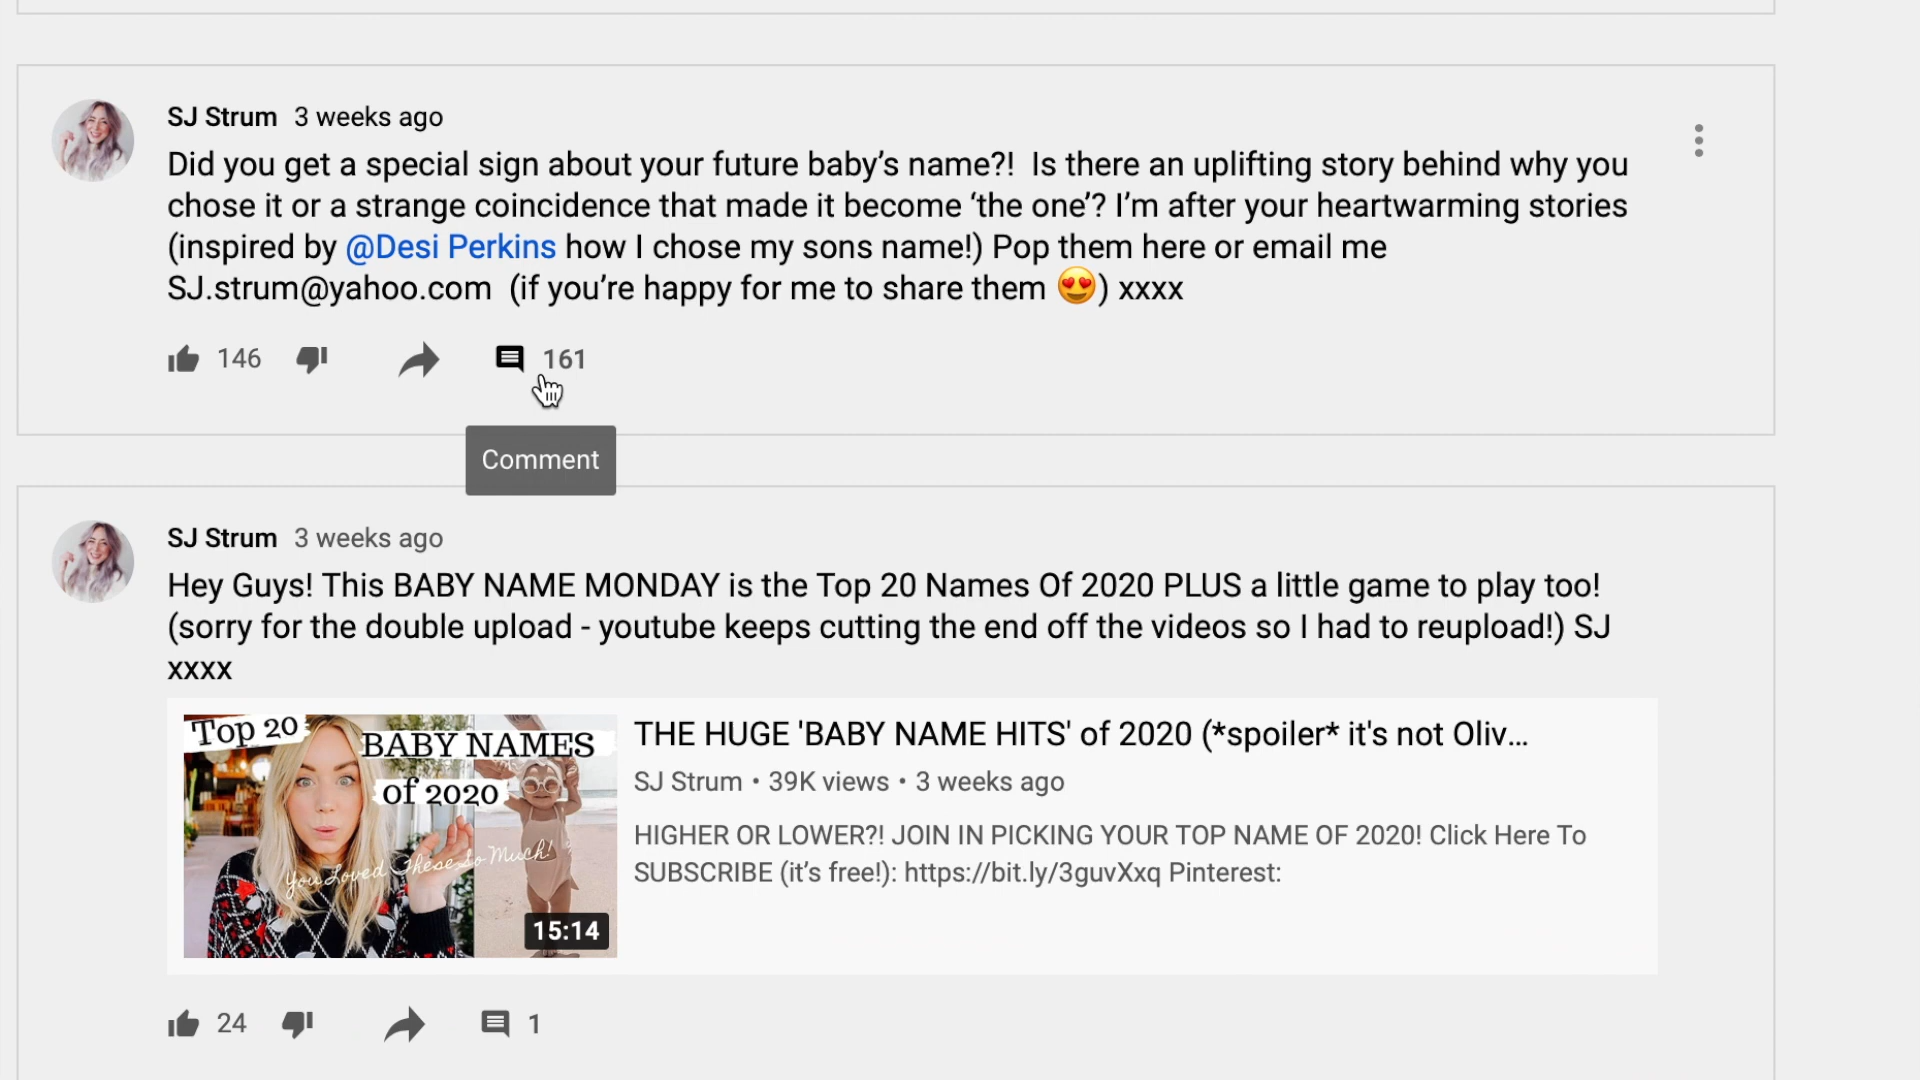 SJ Strum 3 weeks ago
Did you get a special sign about your future baby’s name?! Is there an uplifting story behind why you
chose it or a strange coincidence that made it become ‘the one’? I’m after your heartwarming stories
(inspired by @Desi Perkins how I chose my sons name!) Pop them here or email me
SJ.strum@yahoo.com (if you’re happy for me to share them 😍) xxxx
146 161
Comment
SJ Strum 3 weeks ago
Hey Guys! This BABY NAME MONDAY is the Top 20 Names Of 2020 PLUS a little game to play too!
(sorry for the double upload - youtube keeps cutting the end off the videos so I had to reupload!) SJ
xxxx
Top 20
BABY NAMES
of 2020
You Loved These So Much!
15:14
THE HUGE 'BABY NAME HITS' of 2020 (*spoiler* it's not Oliv...
SJ Strum • 39K views • 3 weeks ago
HIGHER OR LOWER?! JOIN IN PICKING YOUR TOP NAME OF 2020! Click Here To
SUBSCRIBE (it’s free!): https://bit.ly/3guvXxq Pinterest:
24 1